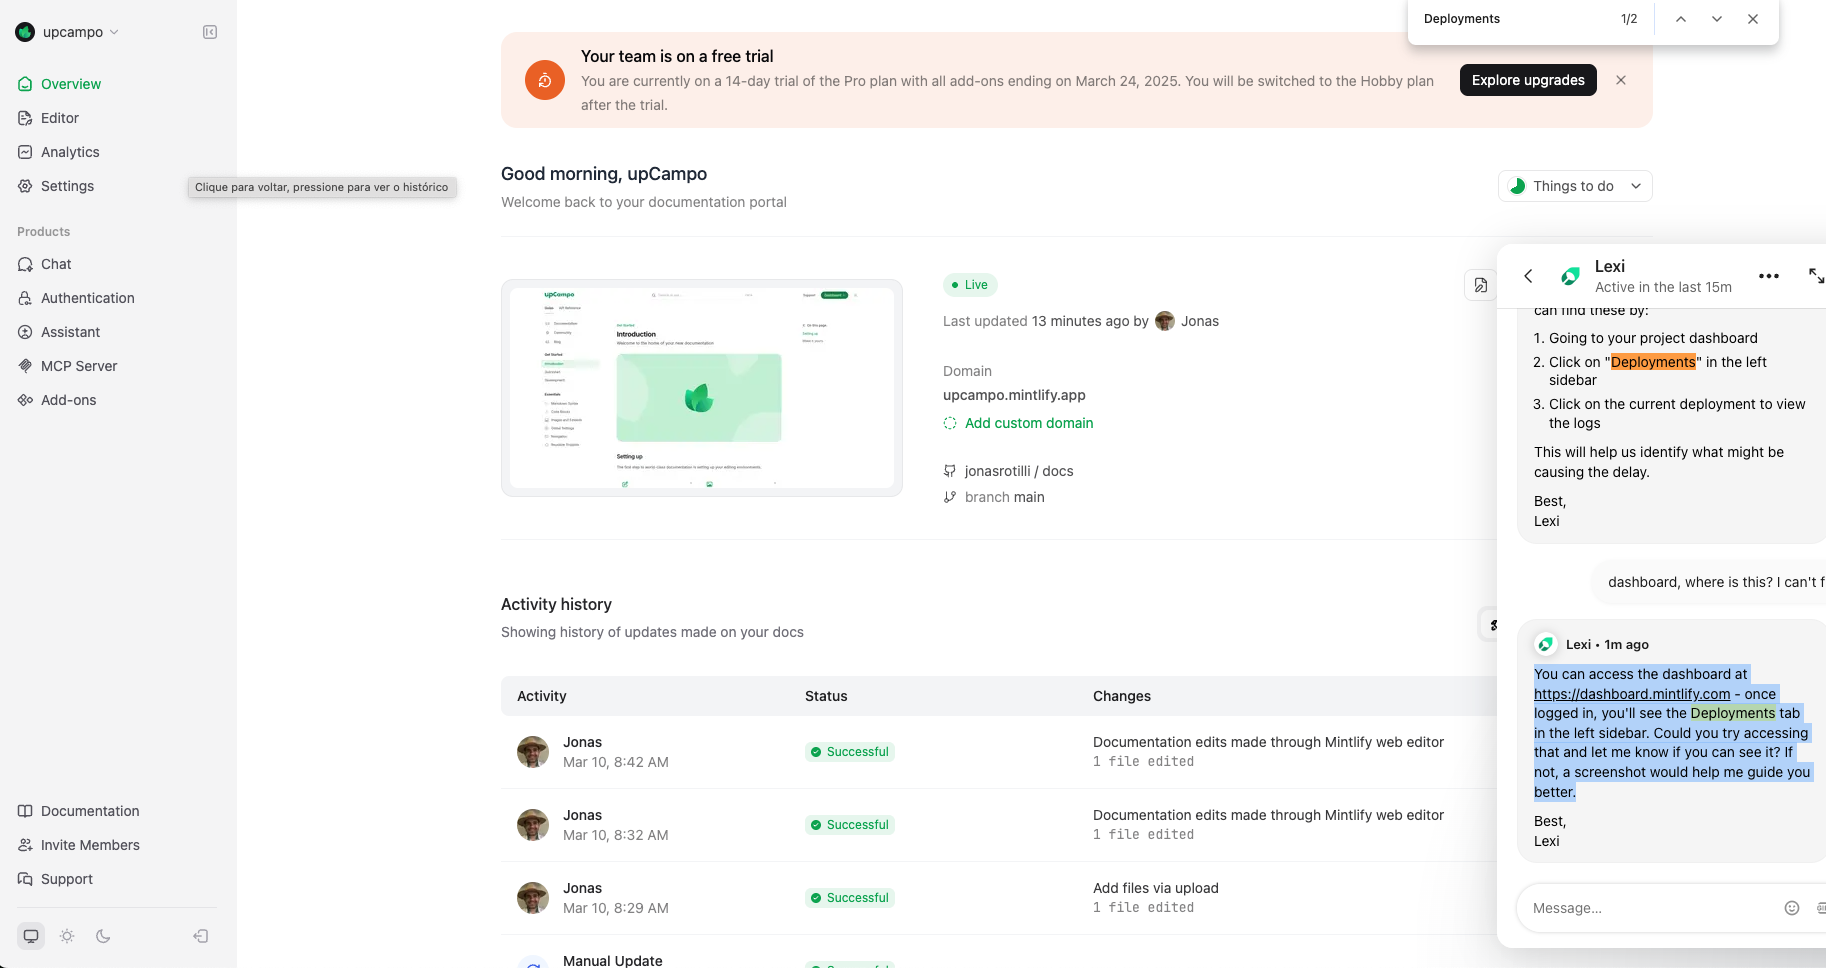 upcampo
Overview
Editor
Analytics
Settings
Clique para voltar, pressione para ver o histórico
Products
Chat
Authentication
Assistant
MCP Server
Add-ons
Documentation
Invite Members
Support
Deployments
1/2
Your team is on a free trial
You are currently on a 14-day trial of the Pro plan with all add-ons ending on March 24, 2025. You will be switched to the Hobby plan
after the trial.
Explore upgrades
Good morning, upCampo
Welcome back to your documentation portal
Things to do
upCampo
Introduction
Welcome to the home of your new documentation
Setting up
Live
Last updated 13 minutes ago by Jonas
Domain
upcampo.mintlify.app
Add custom domain
jonasrotilli / docs
branch main
Activity history
Showing history of updates made on your docs
Activity Status Changes
Jonas
Mar 10, 8:42 AM
Successful
Documentation edits made through Mintlify web editor
1 file edited
Jonas
Mar 10, 8:32 AM
Successful
Documentation edits made through Mintlify web editor
1 file edited
Jonas
Mar 10, 8:29 AM
Successful
Add files via upload
1 file edited
Manual Update
Successful
Lexi
Active in the last 15m
can find these by:
1. Going to your project dashboard
2. Click on "Deployments" in the left
sidebar
3. Click on the current deployment to view
the logs
This will help us identify what might be
causing the delay.
Best,
Lexi
dashboard, where is this? I can't f
Lexi • 1m ago
You can access the dashboard at
https://dashboard.mintlify.com - once
logged in, you'll see the Deployments tab
in the left sidebar. Could you try accessing
that and let me know if you can see it? If
not, a screenshot would help me guide you
better.
Best,
Lexi
Message...